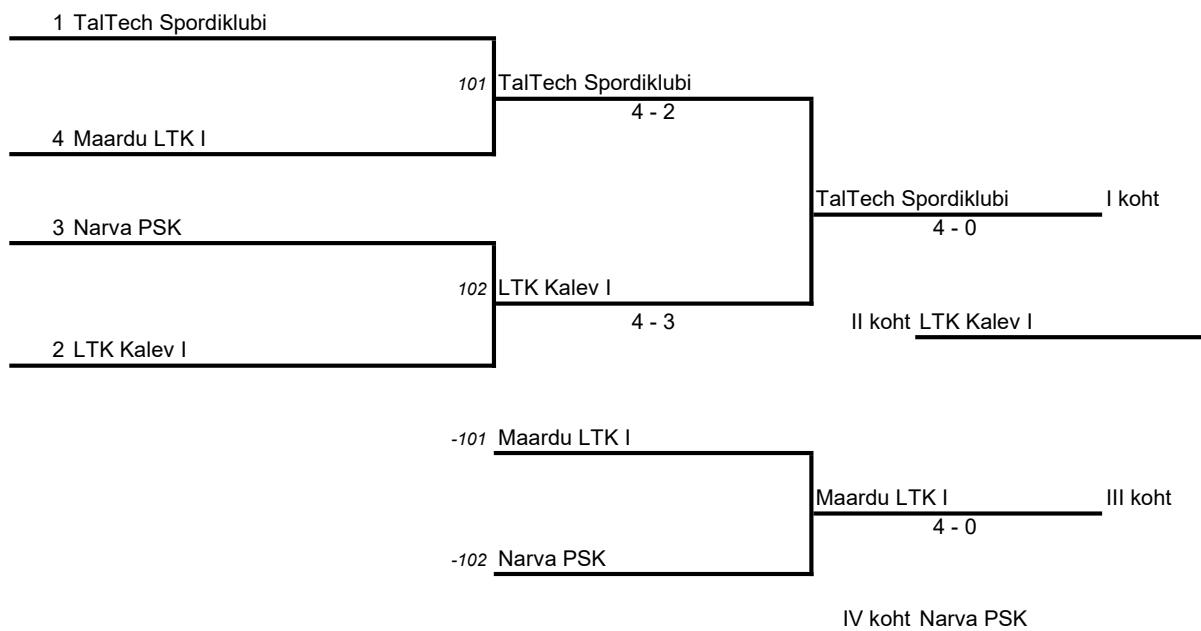 1 TalTech Spordiklubi
101 TalTech Spordiklubi
4 - 2
4 Maardu LTK I
TalTech Spordiklubi I koht
4 - 0
3 Narva PSK
102 LTK Kalev I
4 - 3
II koht LTK Kalev I
2 LTK Kalev I
-101 Maardu LTK I
Maardu LTK I III koht
4 - 0
-102 Narva PSK
IV koht Narva PSK